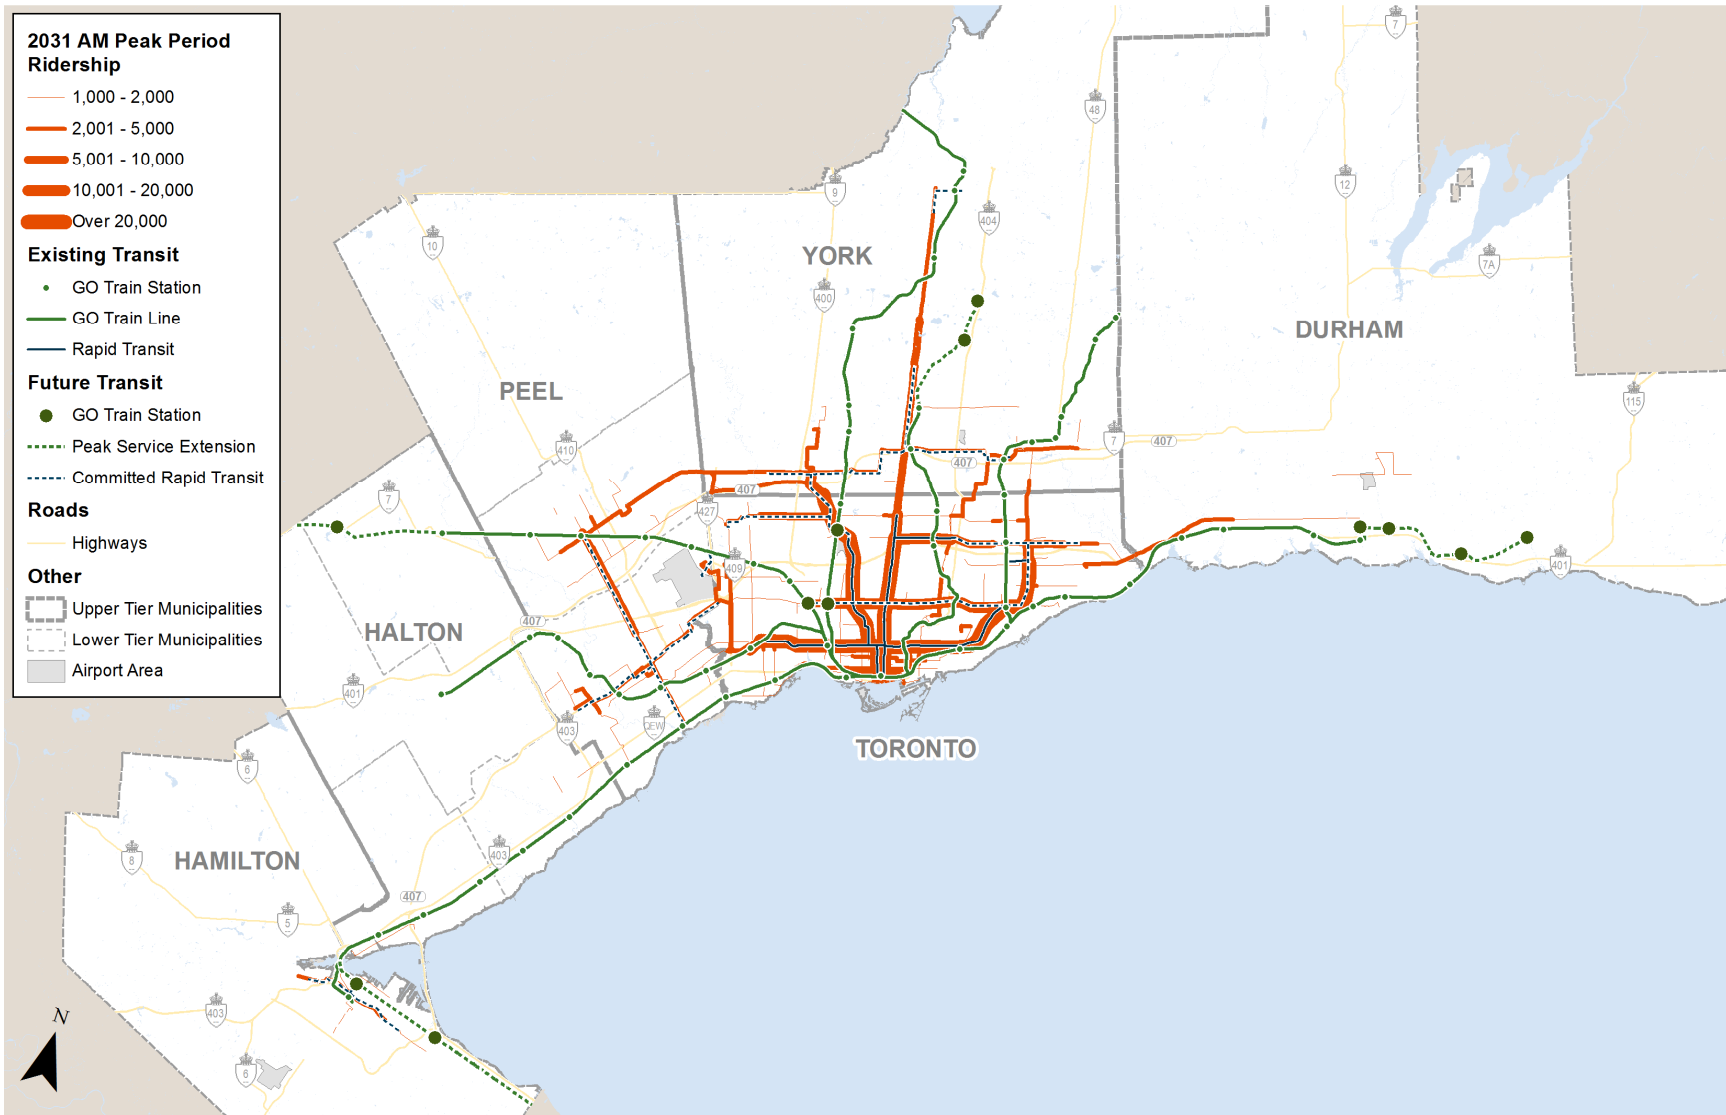 2031 AM Peak Period
Ridership
1,000 - 2,000
2,001 - 5,000
5,001 - 10,000
10,001 - 20,000
Over 20,000
Existing Transit
GO Train Station
GO Train Line
Rapid Transit
Future Transit
GO Train Station
Peak Service Extension
Committed Rapid Transit
Roads
Highways
Other
Upper Tier Municipalities
Lower Tier Municipalities
Airport Area
7
48
12
9
404
10
YORK
7A
400
DURHAM
PEEL
115
410
7
407
407
7
407
427
409
401
407
HALTON
401
403
QEW
TORONTO
6
403
8
HAMILTON
407
5
403
6
N